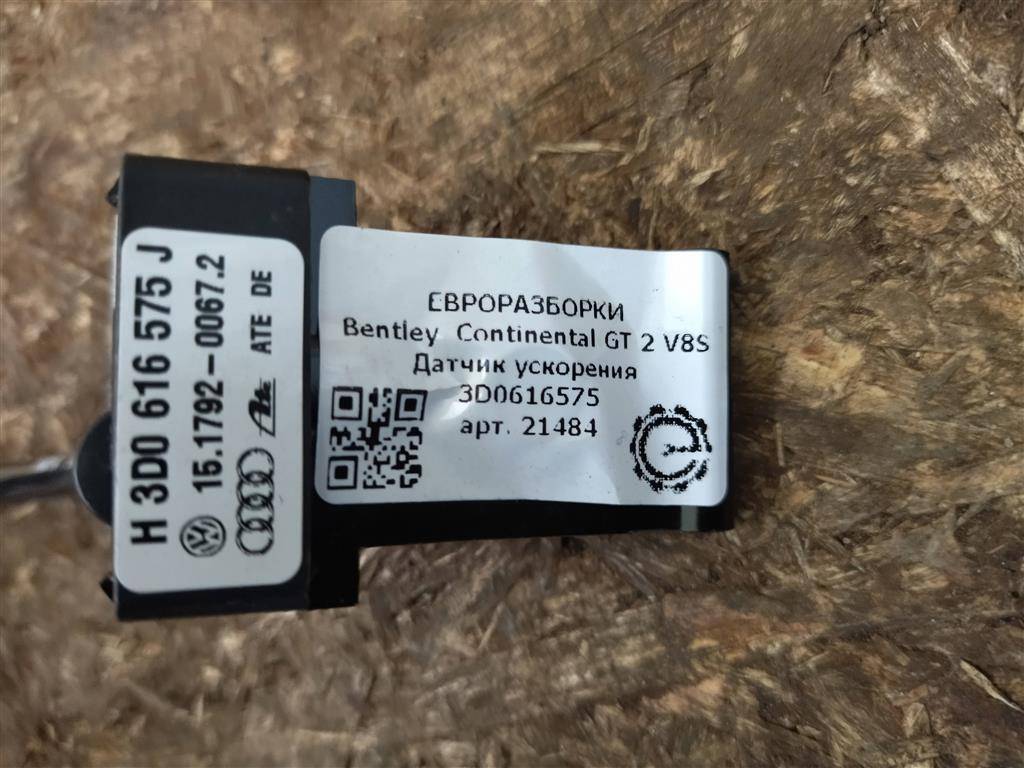 H 3D0 616 575 J
15.1792-0067.2
ATE DE
ЕВРОРАЗБОРКИ
Bentley Continental GT 2 V8S
Датчик ускорения
3D0616575
арт. 21484